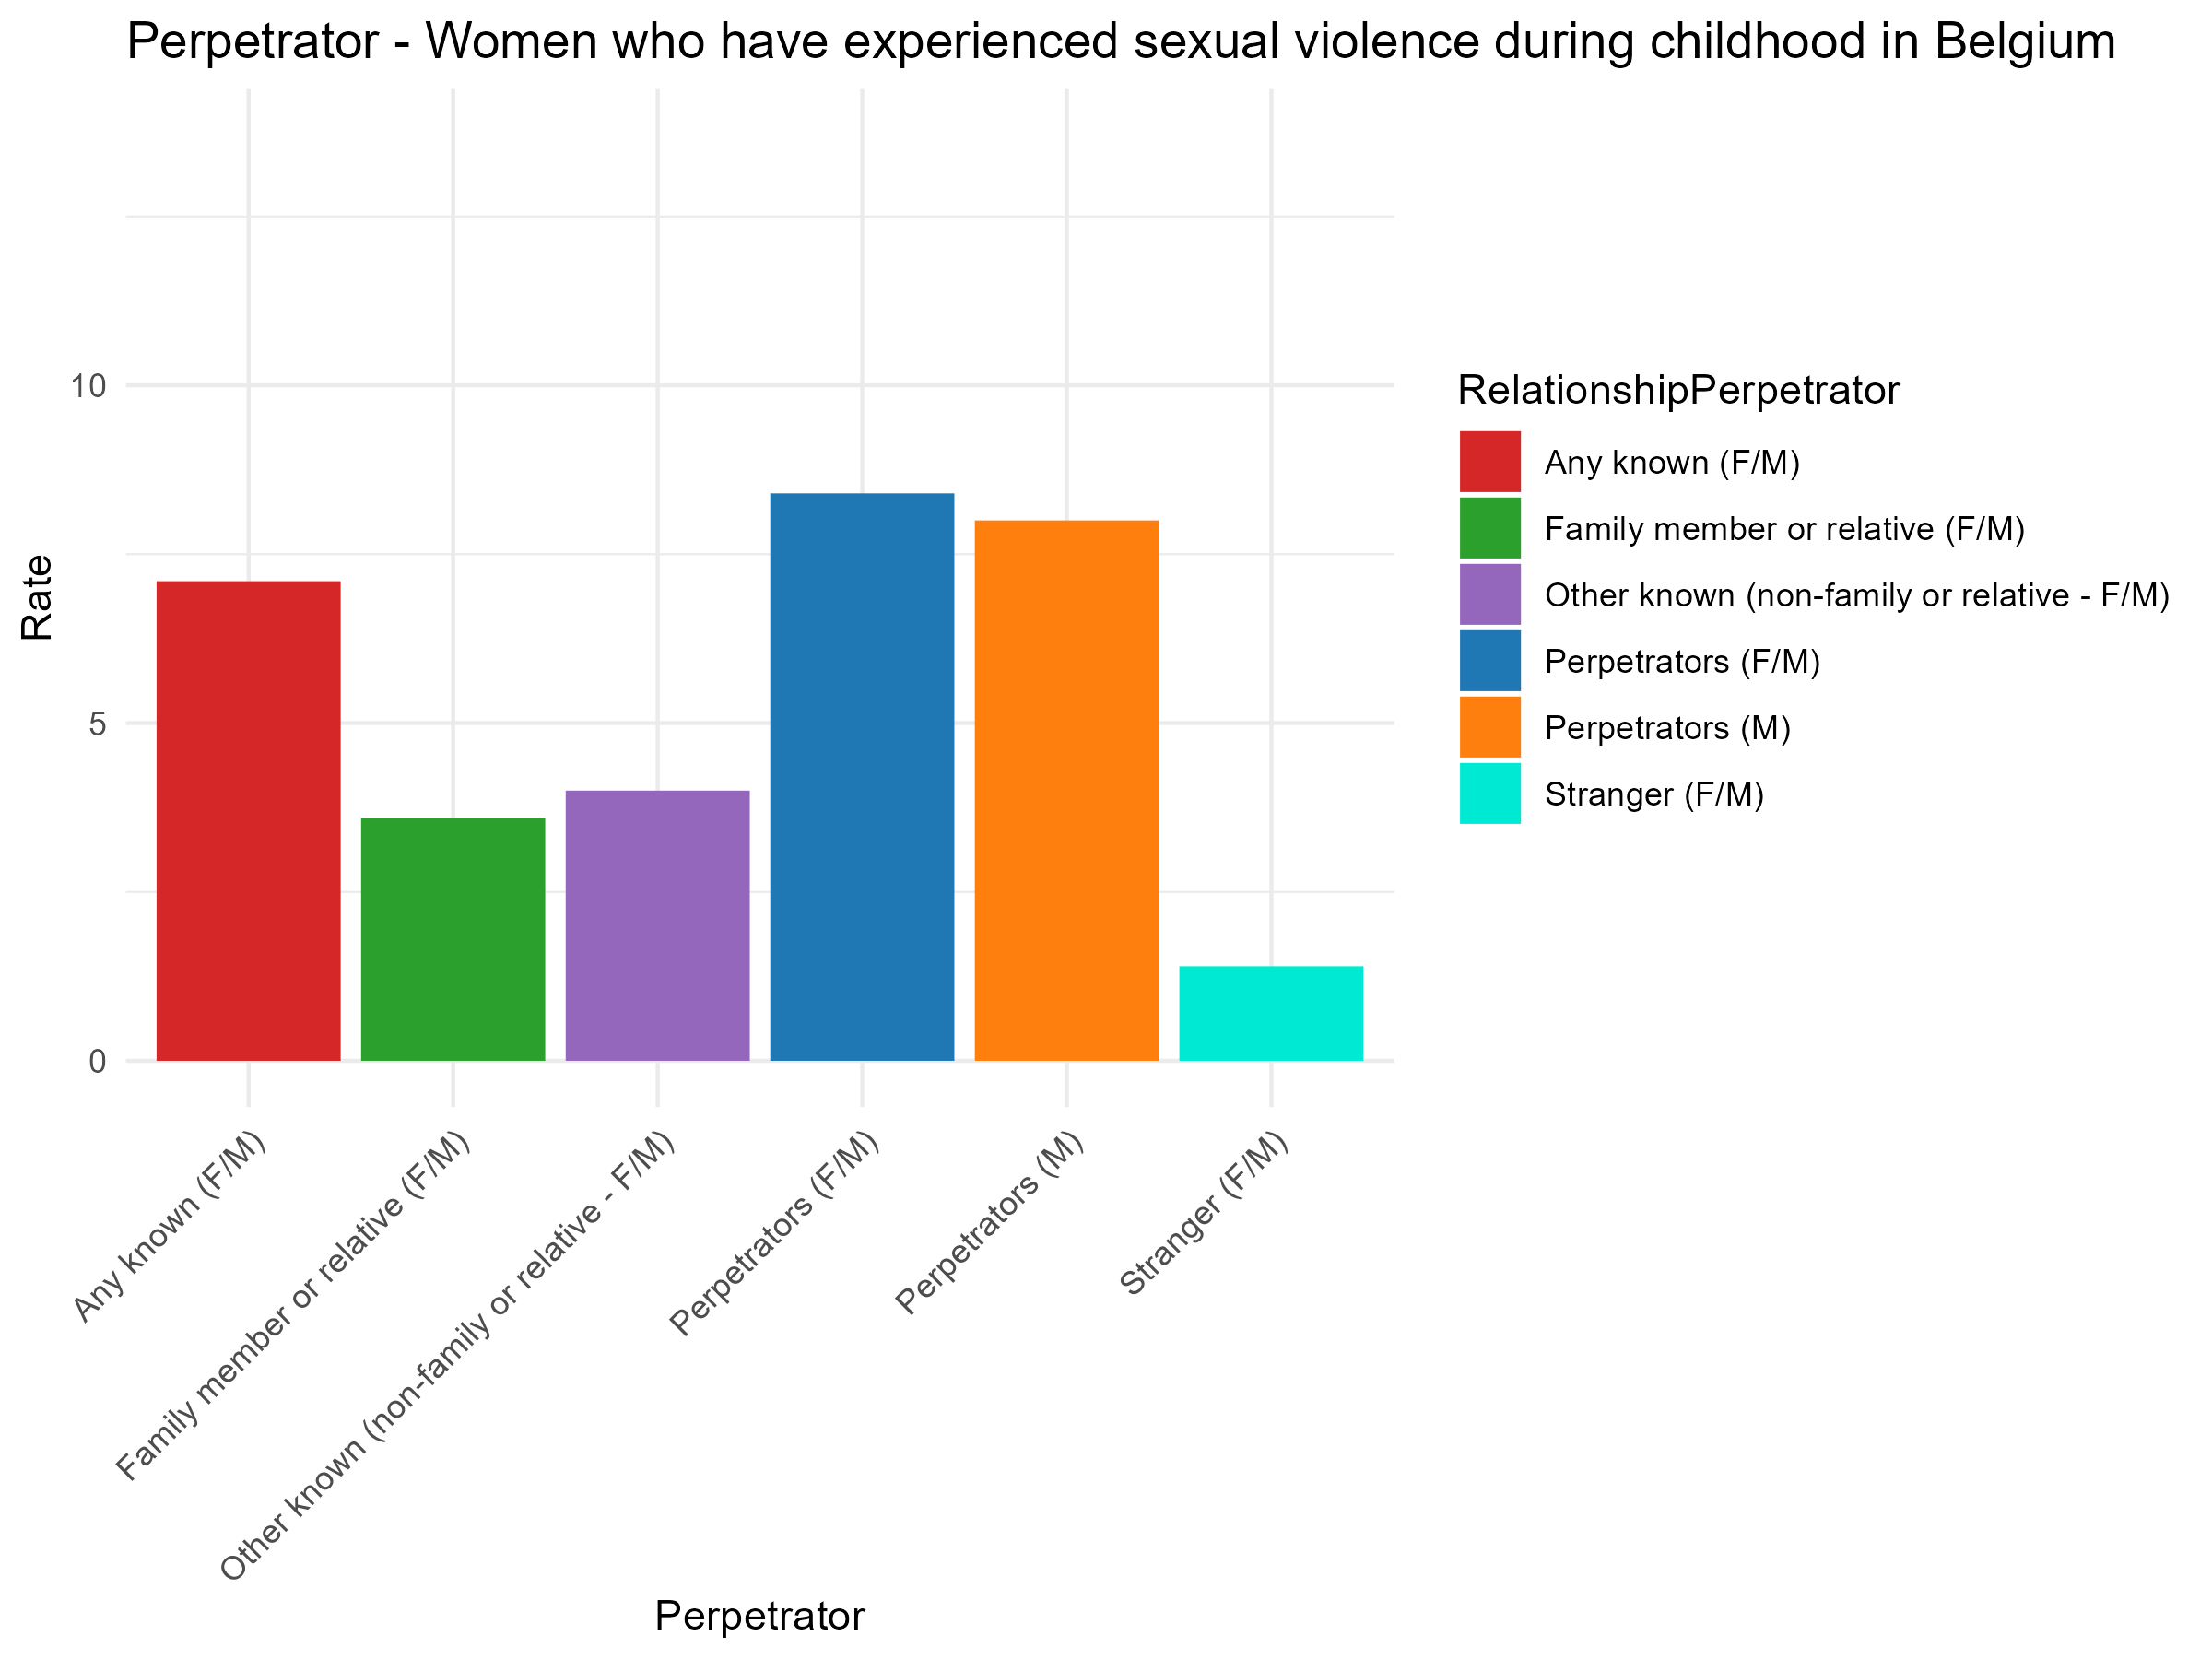 Perpetrator - Women who have experienced sexual violence during childhood in Belgium
Rate
10
5
0
Any known (F/M)
Family member or relative (F/M)
Other known (non-family or relative - F/M)
Perpetrators (F/M)
Perpetrators (M)
Stranger (F/M)
Perpetrator
RelationshipPerpetrator
Any known (F/M)
Family member or relative (F/M)
Other known (non-family or relative - F/M)
Perpetrators (F/M)
Perpetrators (M)
Stranger (F/M)